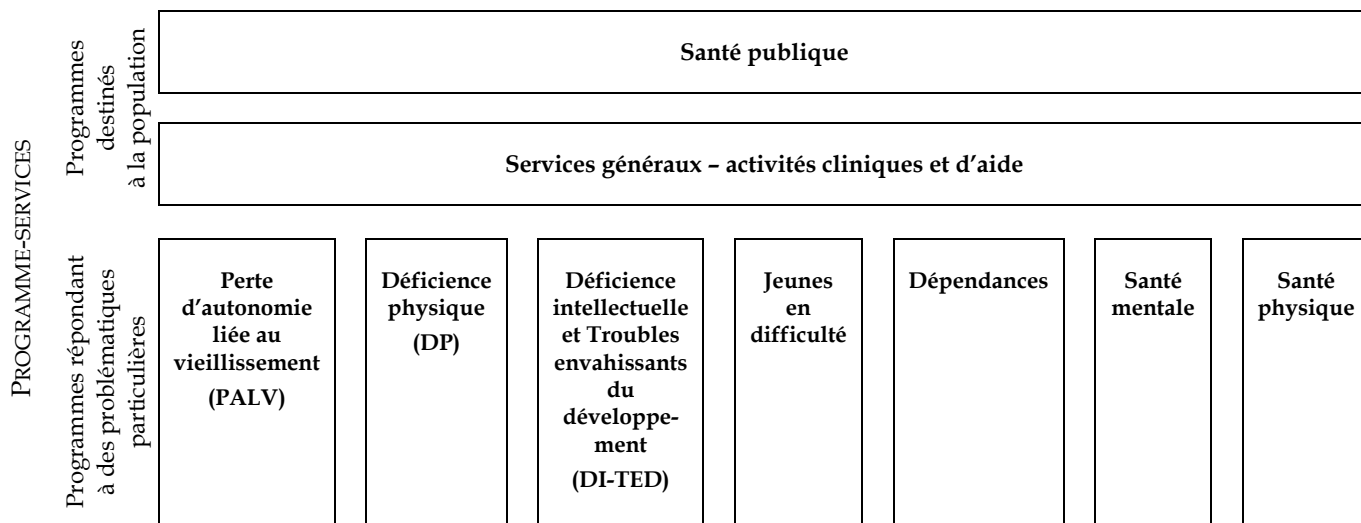 PROGRAMME-SERVICES
Programmes
destinés
à la population
Santé publique
Services généraux – activités cliniques et d'aide
Programmes répondant
à des problématiques
particulières
Perte
d'autonomie
liée au
vieillissement
(PALV)
Déficience
physique
(DP)
Déficience
intellectuelle
et Troubles
envahissants
du
développe-
ment
(DI-TED)
Jeunes
en
difficulté
Dépendances
Santé
mentale
Santé
physique